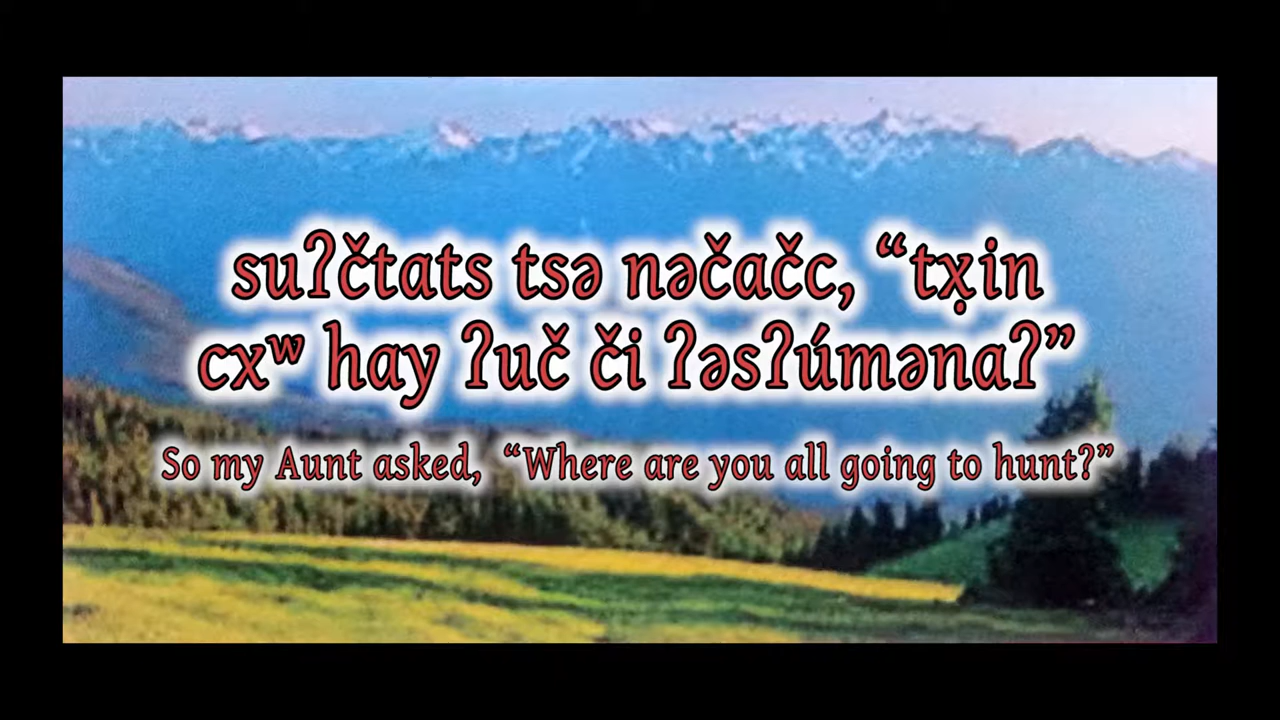 suʔčtats tsə nəčačc, “tx̣in
cxʷ hay ʔuč či ʔəsʔúmənaʔ”
So my Aunt asked, “Where are you all going to hunt?”